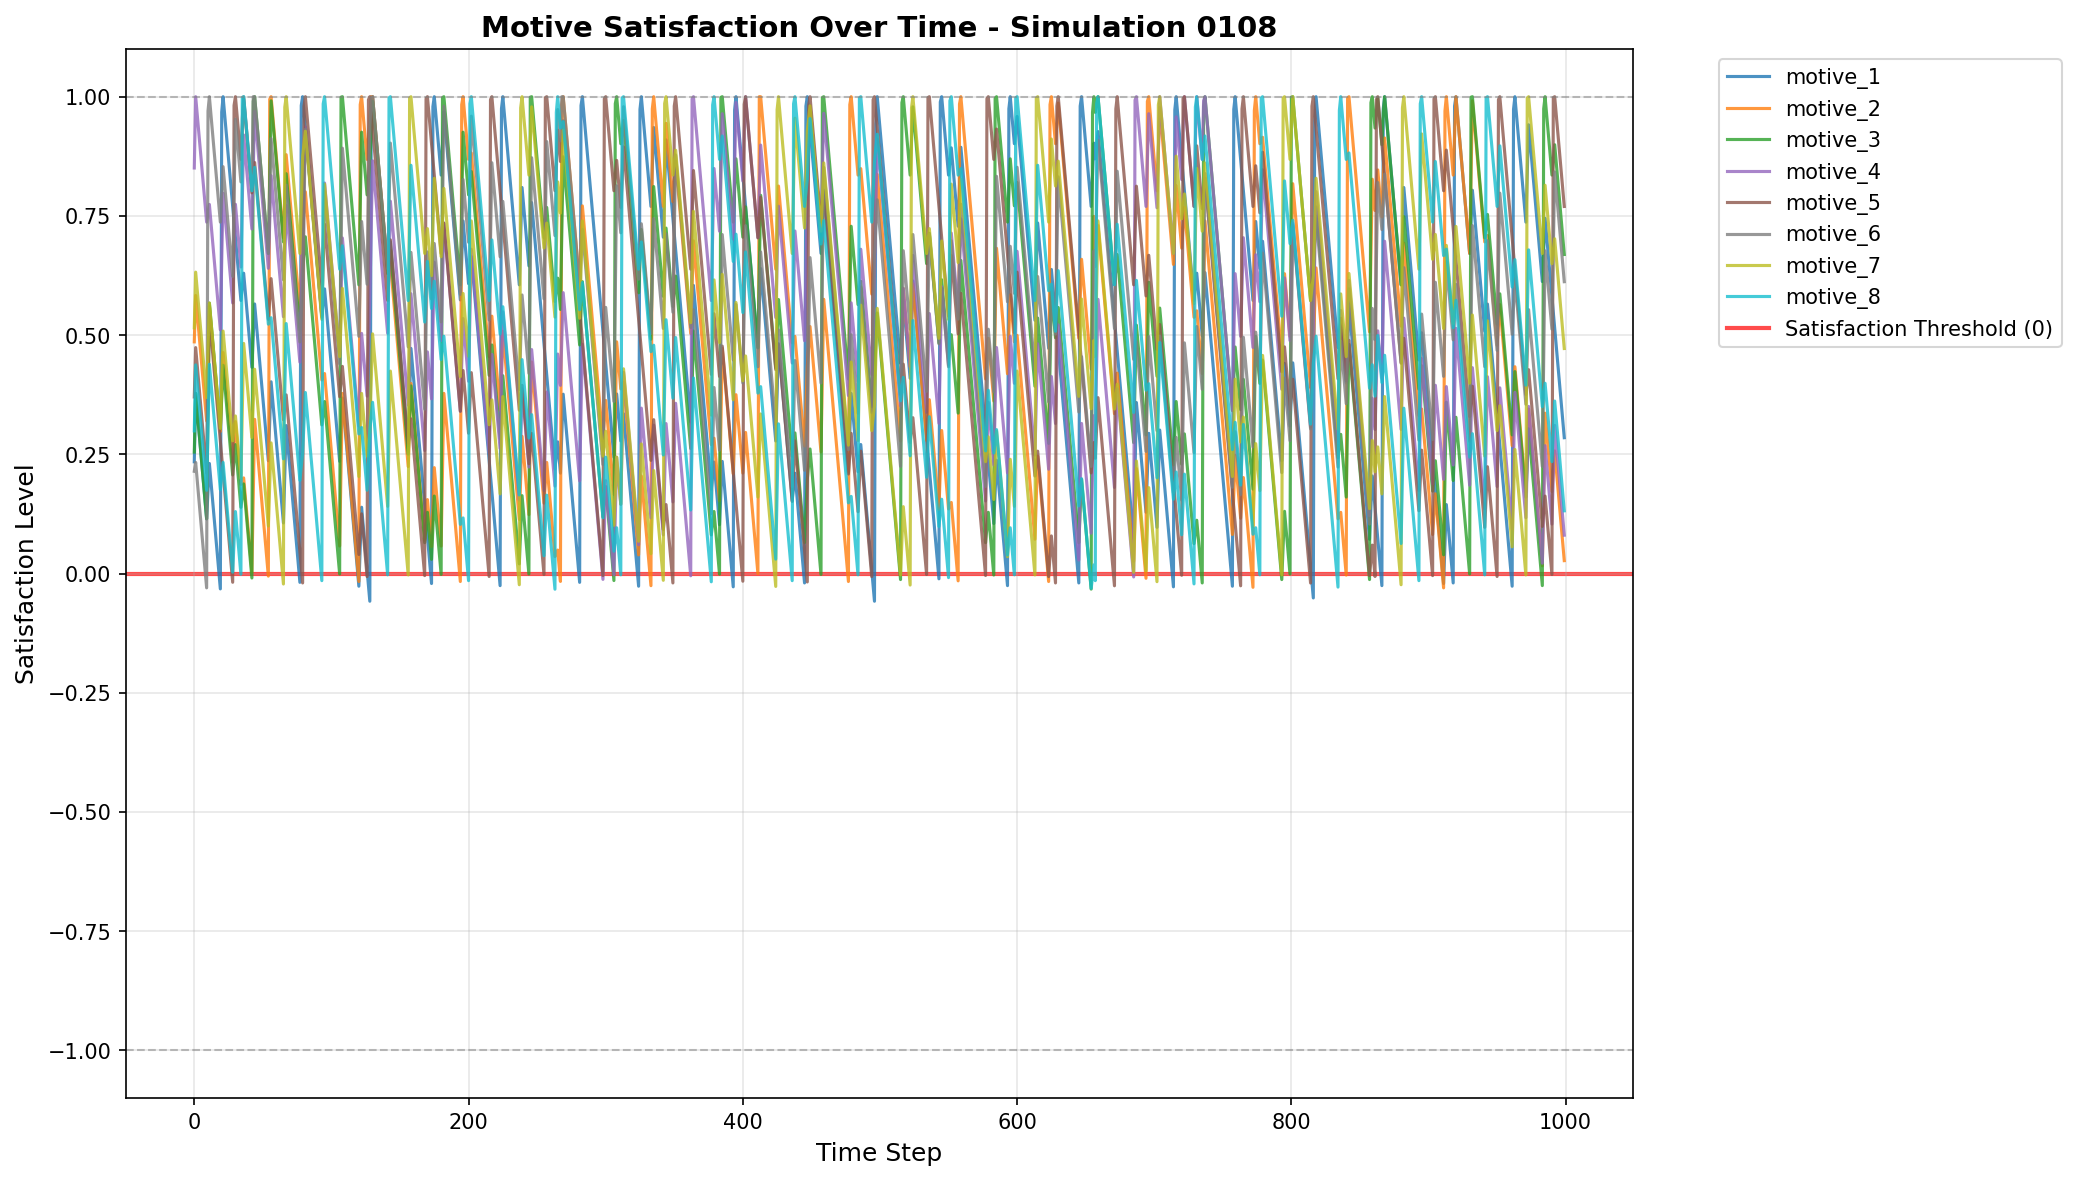 Motive Satisfaction Over Time - Simulation 0108
Satisfaction Level
1.00
0.75
0.50
0.25
0.00
−0.25
−0.50
−0.75
−1.00
0
200
400
600
800
1000
Time Step
motive_1
motive_2
motive_3
motive_4
motive_5
motive_6
motive_7
motive_8
Satisfaction Threshold (0)